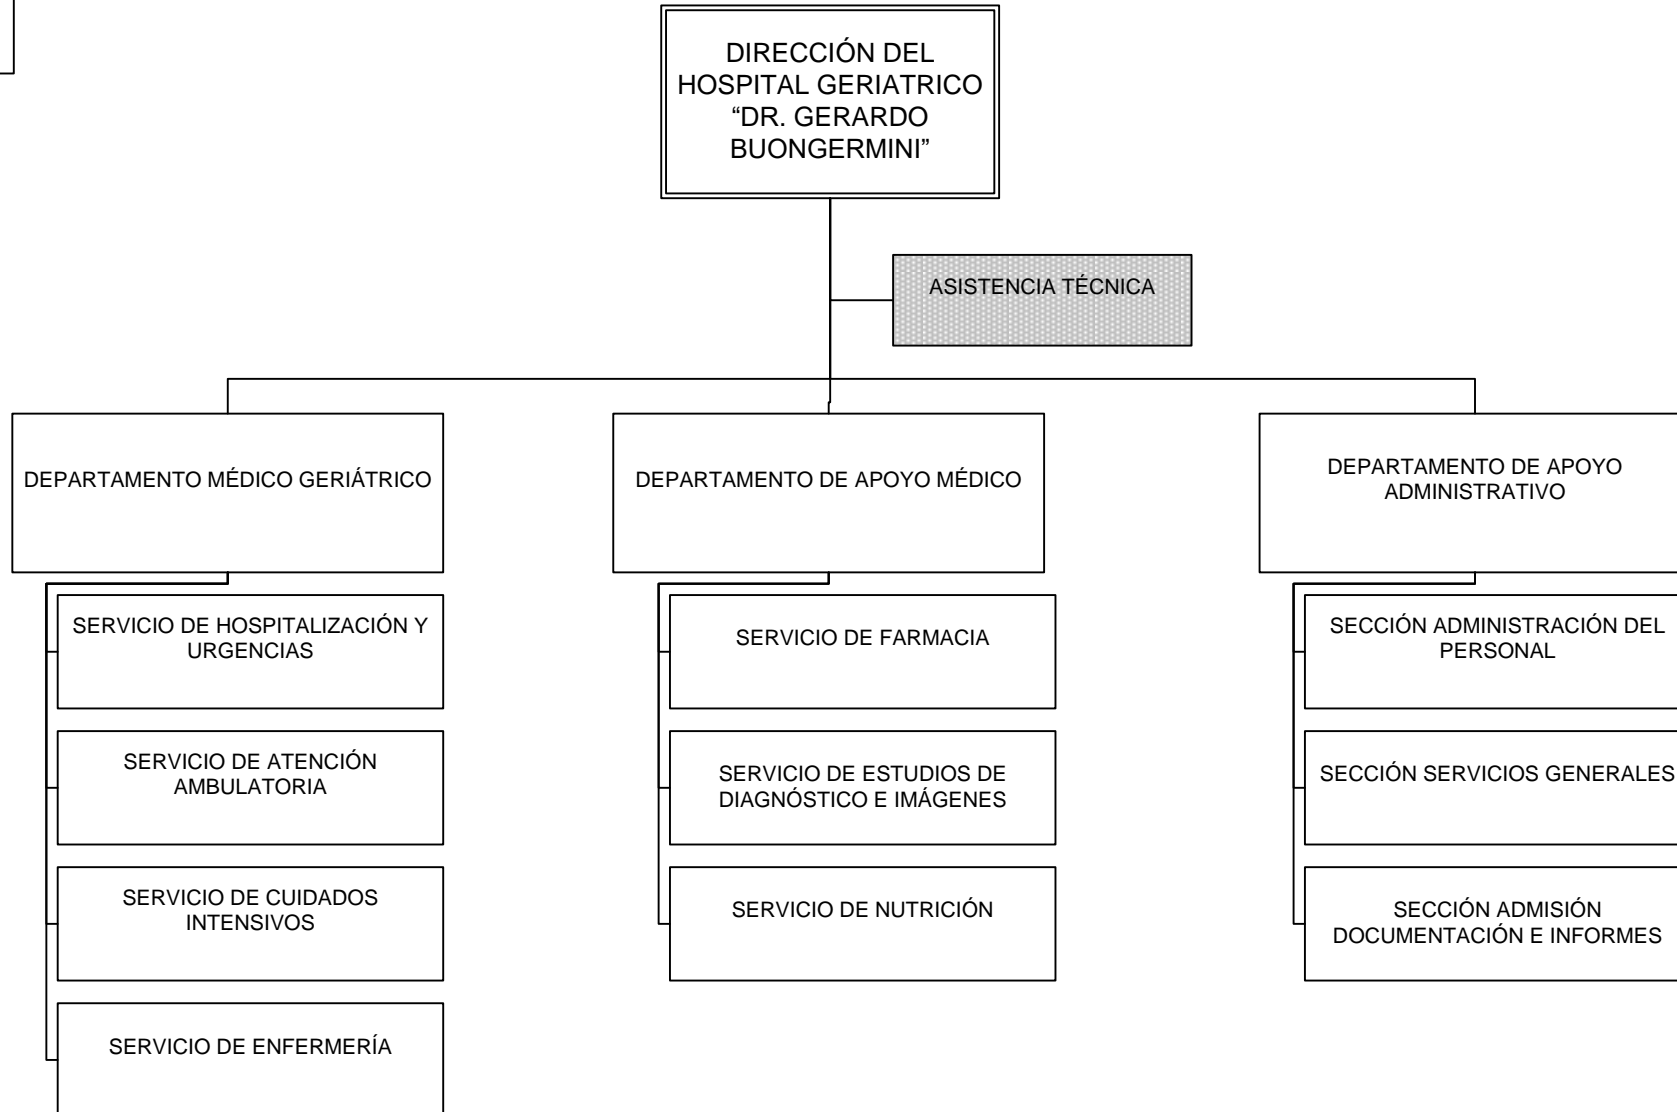 DIRECCIÓN DEL
HOSPITAL GERIATRICO
“DR. GERARDO
BUONGERMINI”
ASISTENCIA TÉCNICA
DEPARTAMENTO MÉDICO GERIÁTRICO
DEPARTAMENTO DE APOYO MÉDICO
DEPARTAMENTO DE APOYO
ADMINISTRATIVO
SERVICIO DE HOSPITALIZACIÓN Y
URGENCIAS
SERVICIO DE ATENCIÓN
AMBULATORIA
SERVICIO DE CUIDADOS
INTENSIVOS
SERVICIO DE ENFERMERÍA
SERVICIO DE FARMACIA
SERVICIO DE ESTUDIOS DE
DIAGNÓSTICO E IMÁGENES
SERVICIO DE NUTRICIÓN
SECCIÓN ADMINISTRACIÓN DEL
PERSONAL
SECCIÓN SERVICIOS GENERALES
SECCIÓN ADMISIÓN
DOCUMENTACIÓN E INFORMES